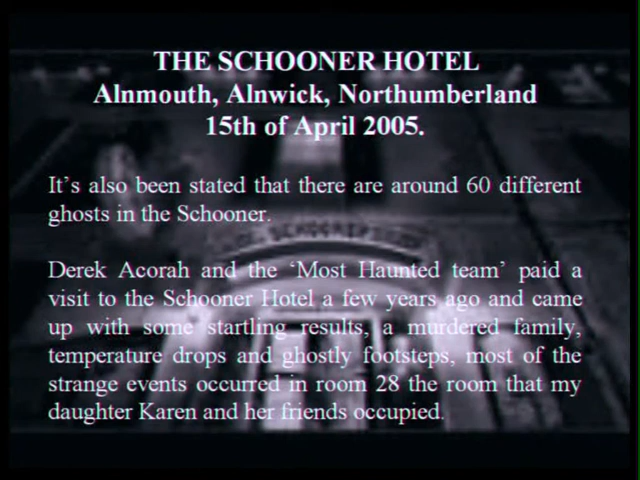 THE SCHOONER HOTEL
Alnmouth, Alnwick, Northumberland
15th of April 2005.
It's also been stated that there are around 60 different
ghosts in the Schooner.
Derek Acorah and the ‘Most Haunted team’ paid a
visit to the Schooner Hotel a few years ago and came
up with some startling results, a murdered family,
temperature drops and ghostly footsteps, most of the
strange events occurred in room 28 the room that my
daughter Karen and her friends occupied.